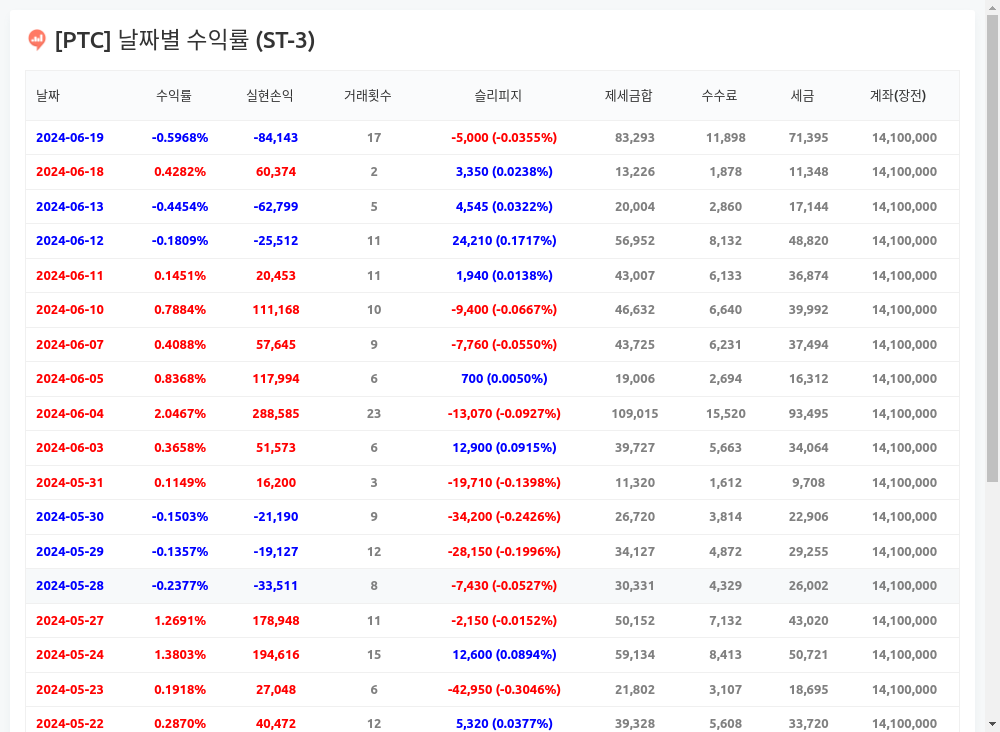 [PTC] 날짜별 수익률 (ST-3)
날짜 수익률 실현손익 거래횟수 슬리피지 제세금합 수수료 세금 계좌(장전)
2024-06-19 -0.5968% -84,143 17 -5,000 (-0.0355%) 83,293 11,898 71,395 14,100,000
2024-06-18 0.4282% 60,374 2 3,350 (0.0238%) 13,226 1,878 11,348 14,100,000
2024-06-13 -0.4454% -62,799 5 4,545 (0.0322%) 20,004 2,860 17,144 14,100,000
2024-06-12 -0.1809% -25,512 11 24,210 (0.1717%) 56,952 8,132 48,820 14,100,000
2024-06-11 0.1451% 20,453 11 1,940 (0.0138%) 43,007 6,133 36,874 14,100,000
2024-06-10 0.7884% 111,168 10 -9,400 (-0.0667%) 46,632 6,640 39,992 14,100,000
2024-06-07 0.4088% 57,645 9 -7,760 (-0.0550%) 43,725 6,231 37,494 14,100,000
2024-06-05 0.8368% 117,994 6 700 (0.0050%) 19,006 2,694 16,312 14,100,000
2024-06-04 2.0467% 288,585 23 -13,070 (-0.0927%) 109,015 15,520 93,495 14,100,000
2024-06-03 0.3658% 51,573 6 12,900 (0.0915%) 39,727 5,663 34,064 14,100,000
2024-05-31 0.1149% 16,200 3 -19,710 (-0.1398%) 11,320 1,612 9,708 14,100,000
2024-05-30 -0.1503% -21,190 9 -34,200 (-0.2426%) 26,720 3,814 22,906 14,100,000
2024-05-29 -0.1357% -19,127 12 -28,150 (-0.1996%) 34,127 4,872 29,255 14,100,000
2024-05-28 -0.2377% -33,511 8 -7,430 (-0.0527%) 30,331 4,329 26,002 14,100,000
2024-05-27 1.2691% 178,948 11 -2,150 (-0.0152%) 50,152 7,132 43,020 14,100,000
2024-05-24 1.3803% 194,616 15 12,600 (0.0894%) 59,134 8,413 50,721 14,100,000
2024-05-23 0.1918% 27,048 6 -42,950 (-0.3046%) 21,802 3,107 18,695 14,100,000
2024-05-22 0.2870% 40,472 12 5,320 (0.0377%) 39,328 5,608 33,720 14,100,000